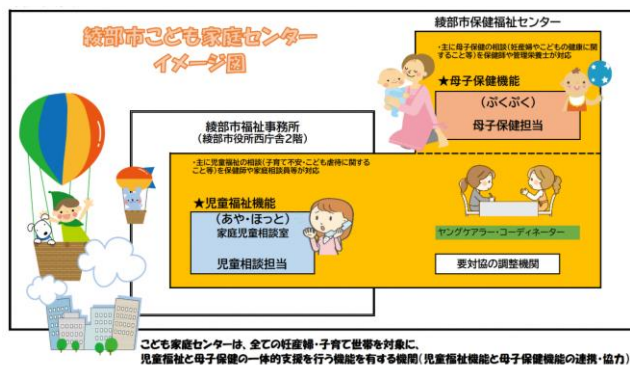 綾部市こども家庭センター
イメージ図
綾部市保健福祉センター
・主に母子保健の相談(妊産婦やこどもの健康に関
すること等)を保健師や管理栄養士が対応
★母子保健機能
(ぷくぷく)
母子保健担当
綾部市福祉事務所
(綾部市役所西庁舎2階)
・主に児童福祉の相談(子育て不安・こども虐待に関する
こと等)を保健師や家庭相談員等が対応
★児童福祉機能
(あや・ほっと)
家庭児童相談室
児童相談担当
ヤングケアラー・コーディネーター
要対協の調整機関
こども家庭センターは、全ての妊産婦・子育て世帯を対象に、
児童福祉と母子保健の一体的支援を行う機能を有する機関(児童福祉機能と母子保健機能の連携・協力)